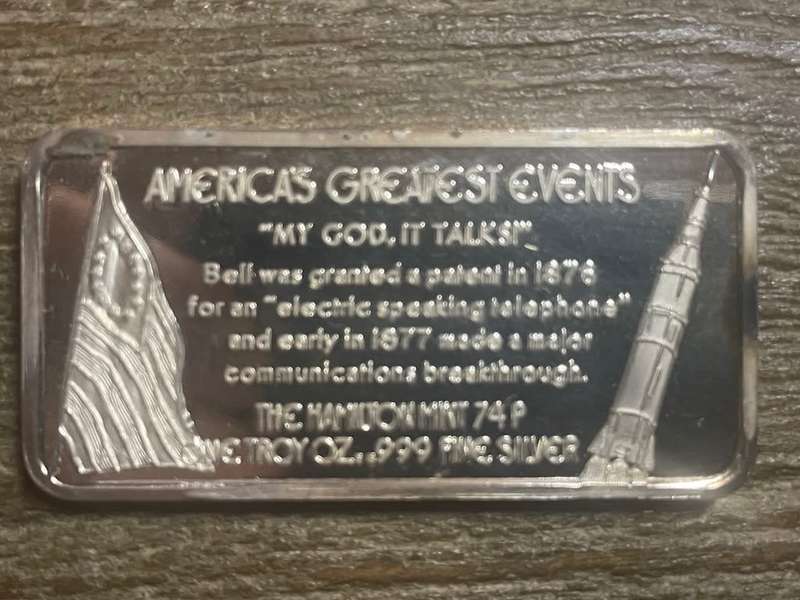 AMERICA'S GREATEST EVENTS
"MY GOD, IT TALKS!"
Bell was granted a patent in 1876
for an "electric speaking telephone"
and early in 1877 made a major
communications breakthrough.
THE HAMILTON MINT 74 P
ONE TROY OZ. .999 FINE SILVER